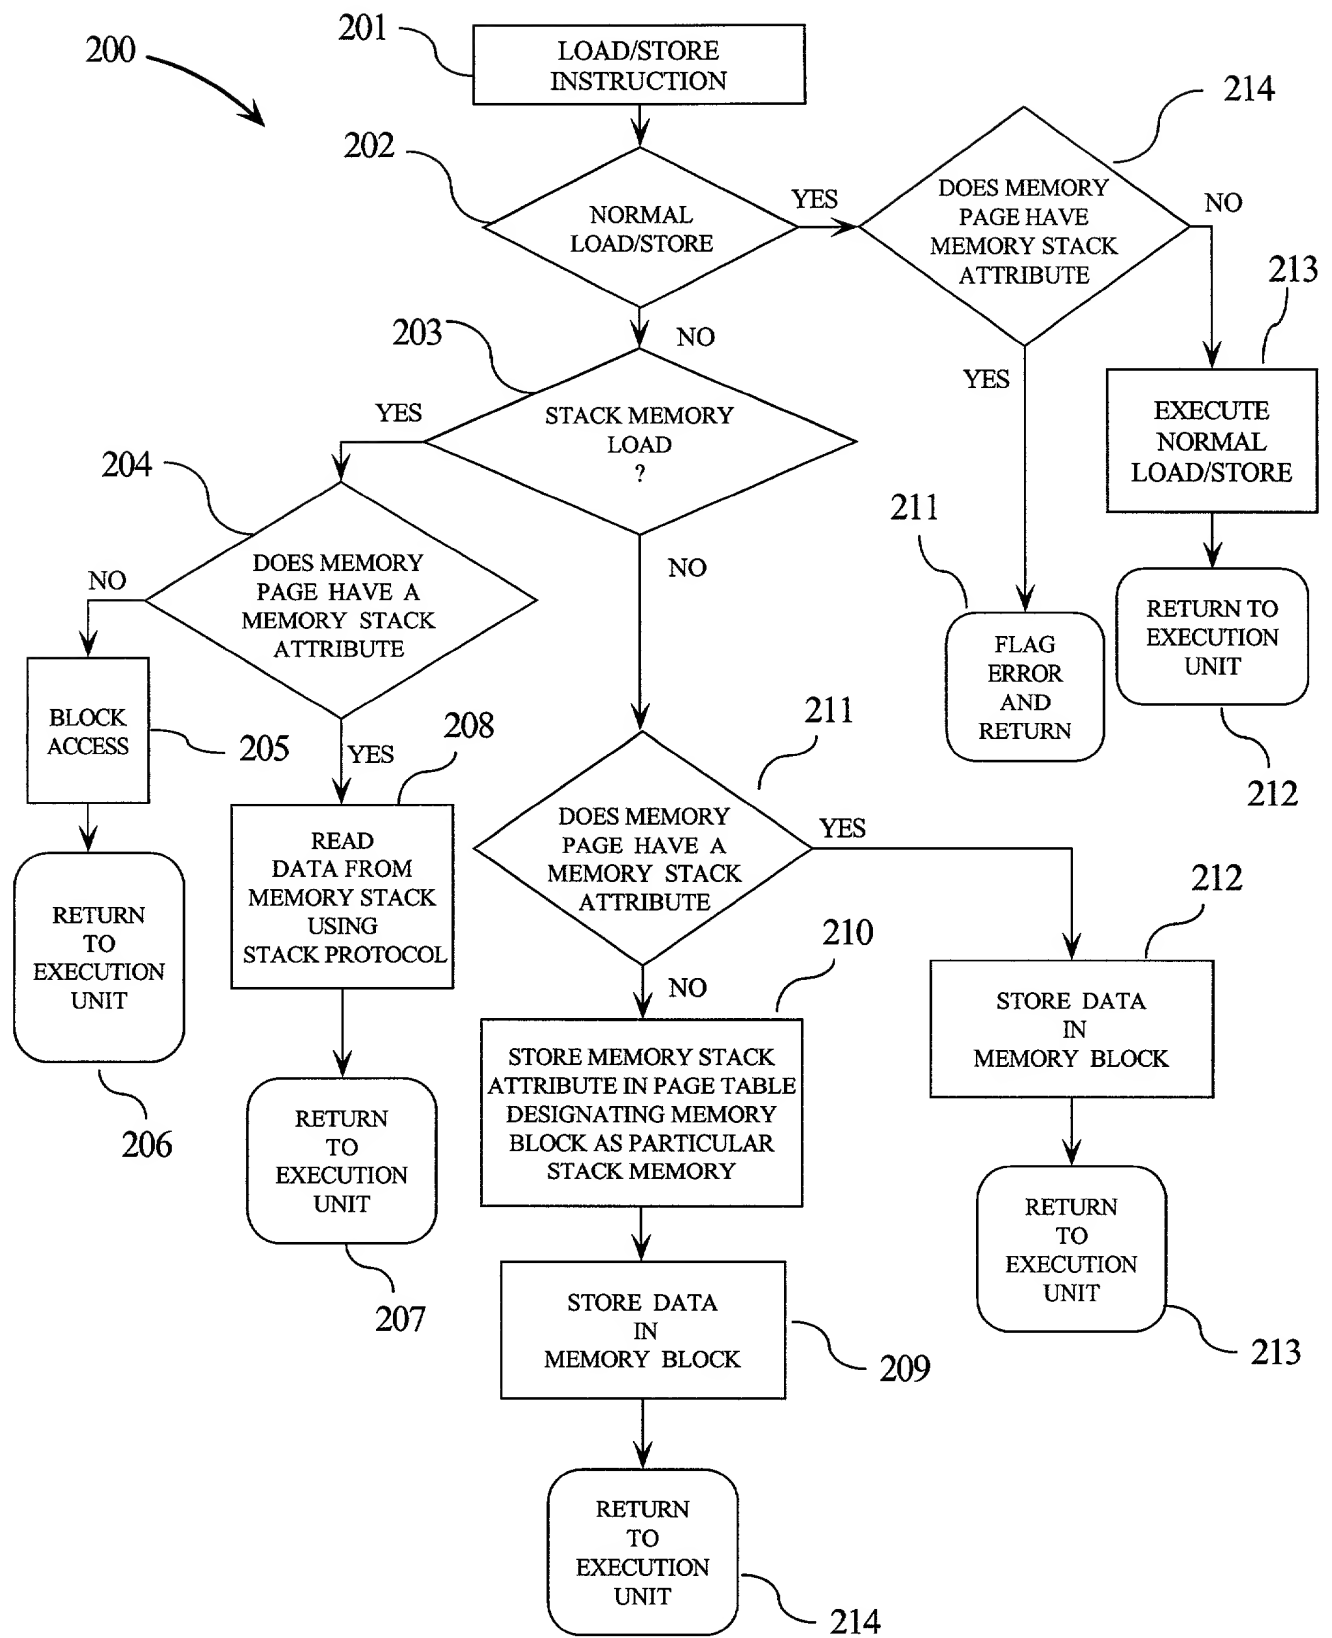 200
201
LOAD/STORE
INSTRUCTION
202
NORMAL
LOAD/STORE
YES
214
DOES MEMORY
PAGE HAVE
MEMORY STACK
ATTRIBUTE
NO
213
EXECUTE
NORMAL
LOAD/STORE
RETURN TO
EXECUTION
UNIT
212
YES
211
FLAG
ERROR
AND
RETURN
NO
203
STACK MEMORY
LOAD
?
YES
204
DOES MEMORY
PAGE HAVE A
MEMORY STACK
ATTRIBUTE
NO
BLOCK
ACCESS
205
RETURN
TO
EXECUTION
UNIT
206
YES
208
READ
DATA FROM
MEMORY STACK
USING
STACK PROTOCOL
RETURN
TO
EXECUTION
UNIT
207
NO
211
DOES MEMORY
PAGE HAVE A
MEMORY STACK
ATTRIBUTE
YES
212
STORE DATA
IN
MEMORY BLOCK
RETURN
TO
EXECUTION
UNIT
213
NO
210
STORE MEMORY STACK
ATTRIBUTE IN PAGE TABLE
DESIGNATING MEMORY
BLOCK AS PARTICULAR
STACK MEMORY
STORE DATA
IN
MEMORY BLOCK
209
RETURN
TO
EXECUTION
UNIT
214